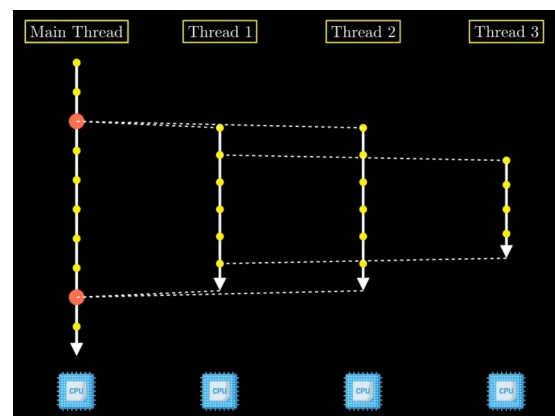 Main Thread
Thread 1
Thread 2
Thread 3
CPU
CPU
CPU
CPU